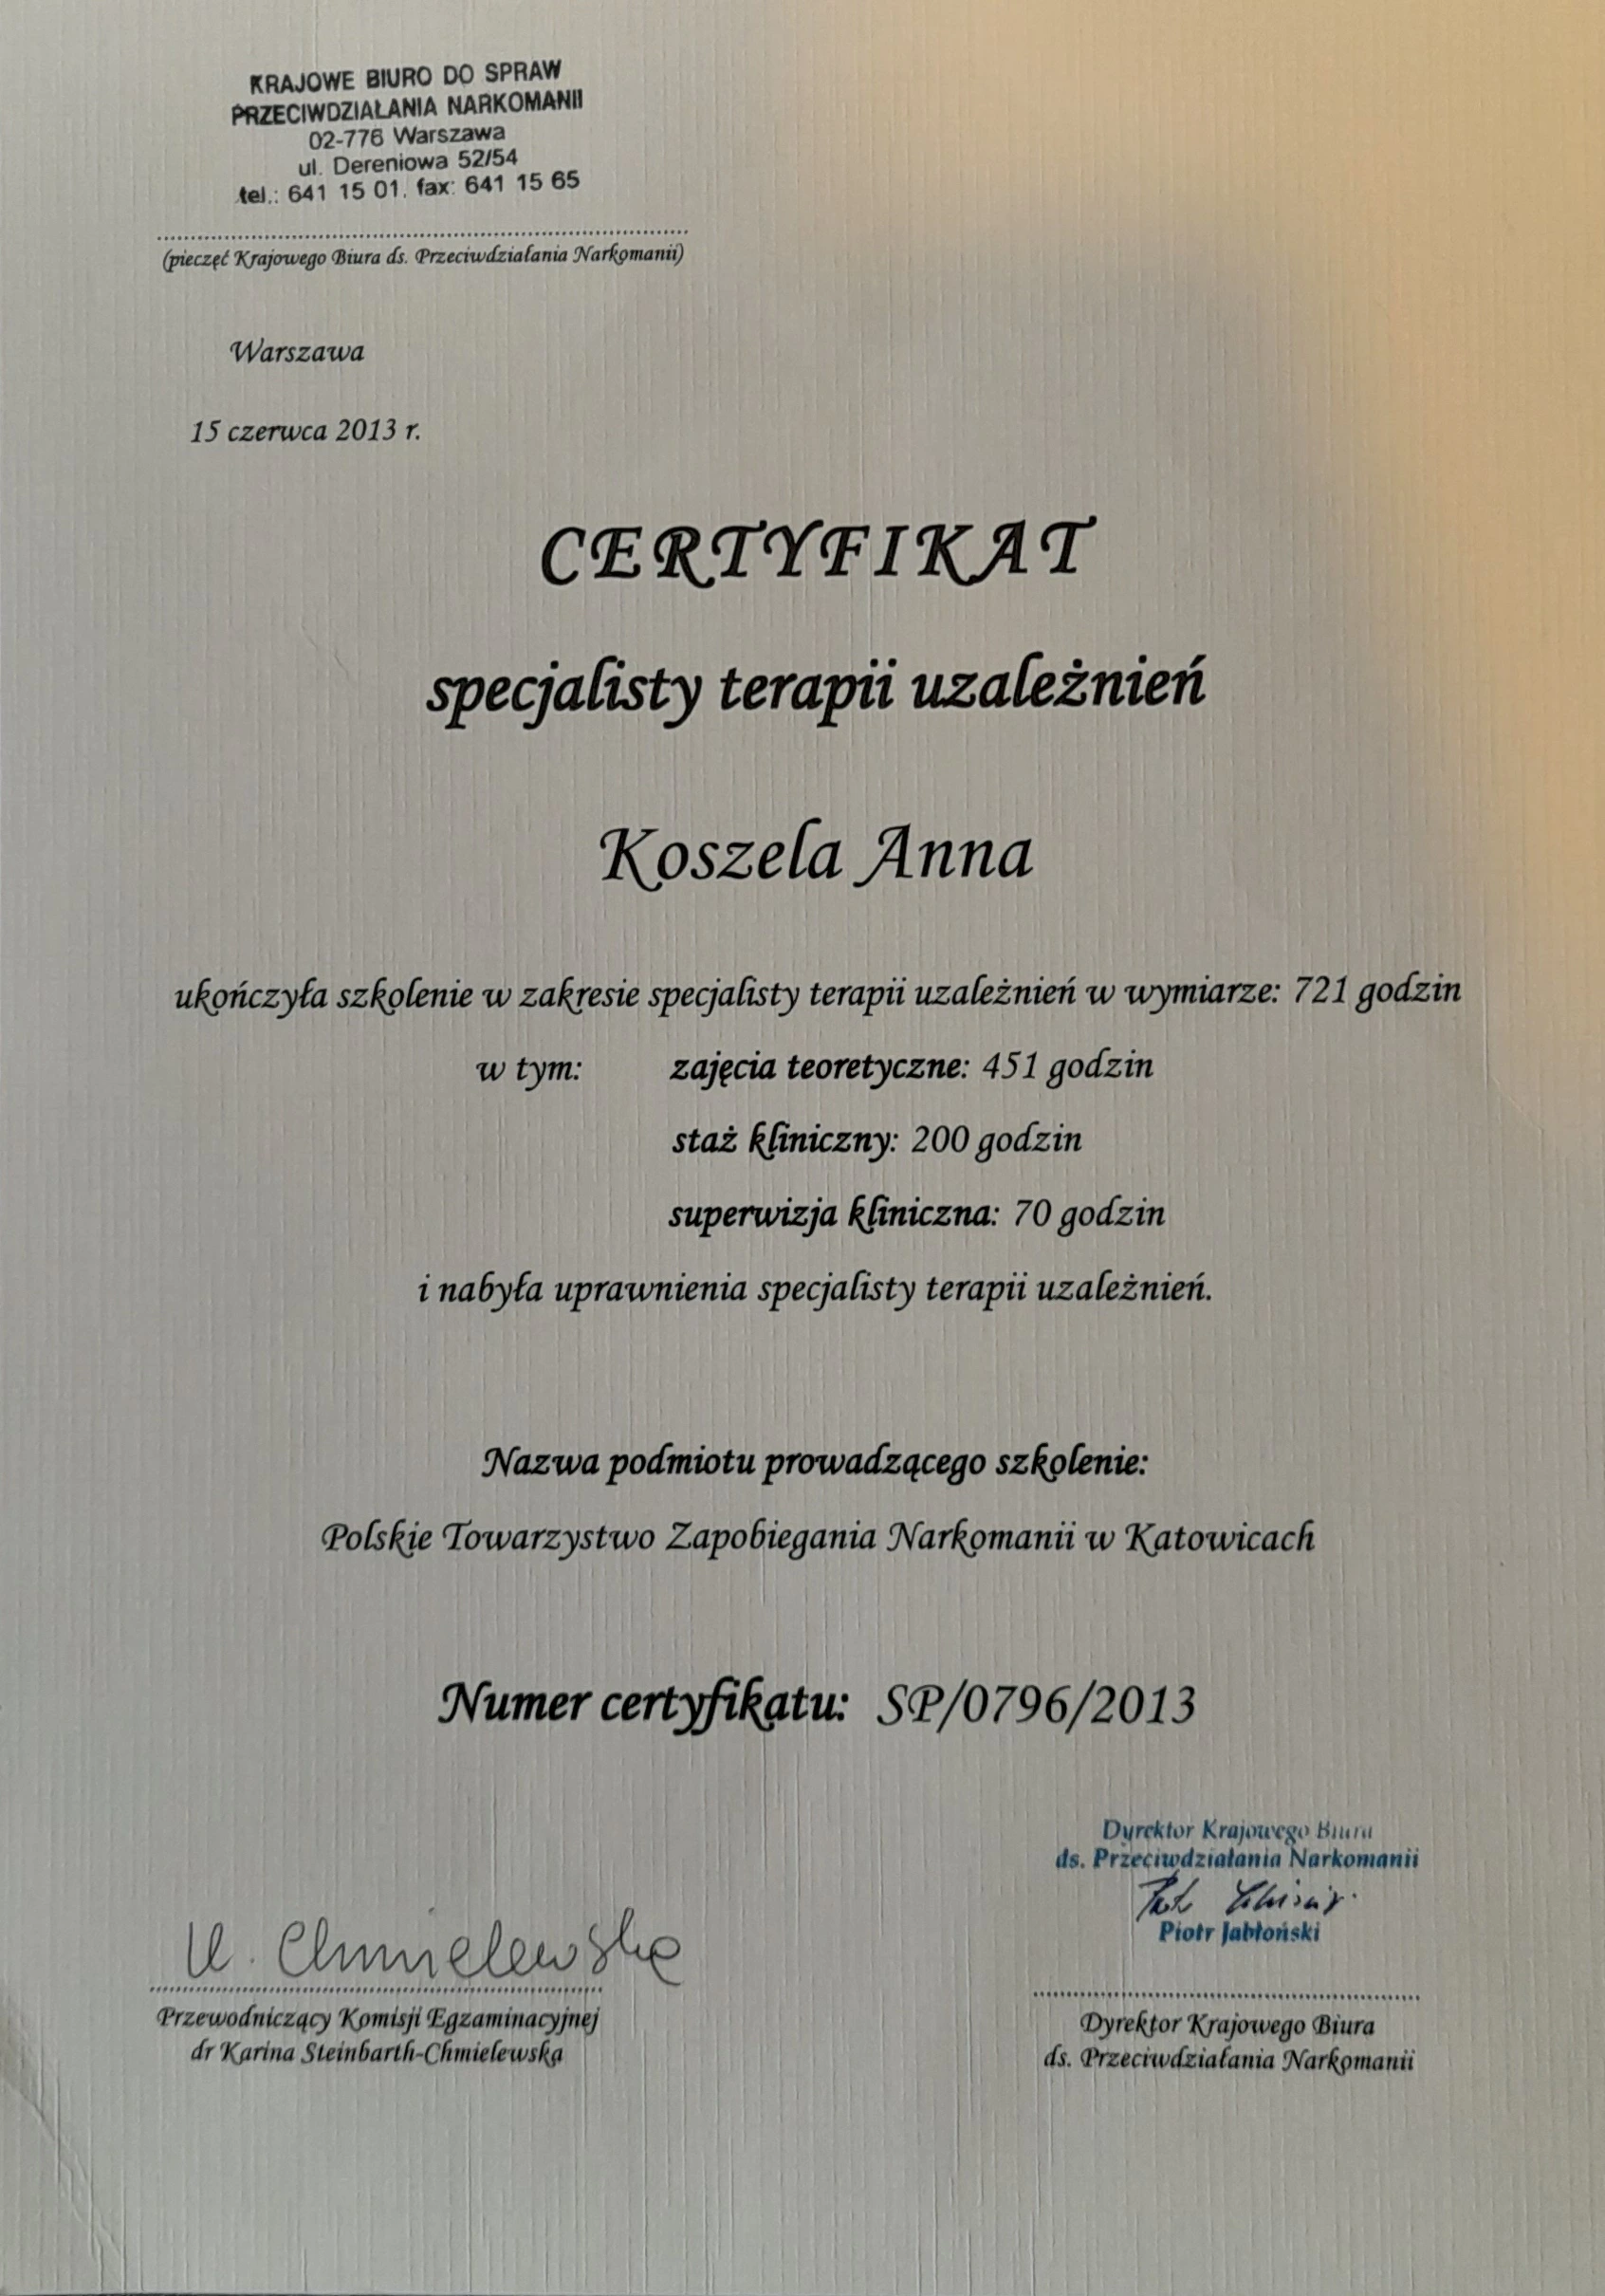 KRAJOWE BIURO DO SPRAW
PRZECIWDZIAŁANIA NARKOMANII
02-776 Warszawa
ul. Dereniowa 52/54
tel.: 641 15 01, fax: 641 15 65
(pieczęć Krajowego Biura ds. Przeciwdziałania Narkomanii)
Warszawa
15 czerwca 2013 r.
CERTYFIKAT
specjalisty terapii uzależnień
Koszela Anna
ukończyła szkolenie w zakresie specjalisty terapii uzależnień w wymiarze: 721 godzin
w tym: zajęcia teoretyczne: 451 godzin
staż kliniczny: 200 godzin
superwizja kliniczna: 70 godzin
i nabyła uprawnienia specjalisty terapii uzależnień.
Nazwa podmiotu prowadzącego szkolenie:
Polskie Towarzystwo Zapobiegania Narkomanii w Katowicach
Numer certyfikatu: SP/0796/2013
Dyrektor Krajowego Biura
ds. Przeciwdziałania Narkomanii
Piotr Jabłoński
K. Chmielewska
Przewodniczący Komisji Egzaminacyjnej
dr Karina Steinbarth-Chmielewska
Dyrektor Krajowego Biura
ds. Przeciwdziałania Narkomanii